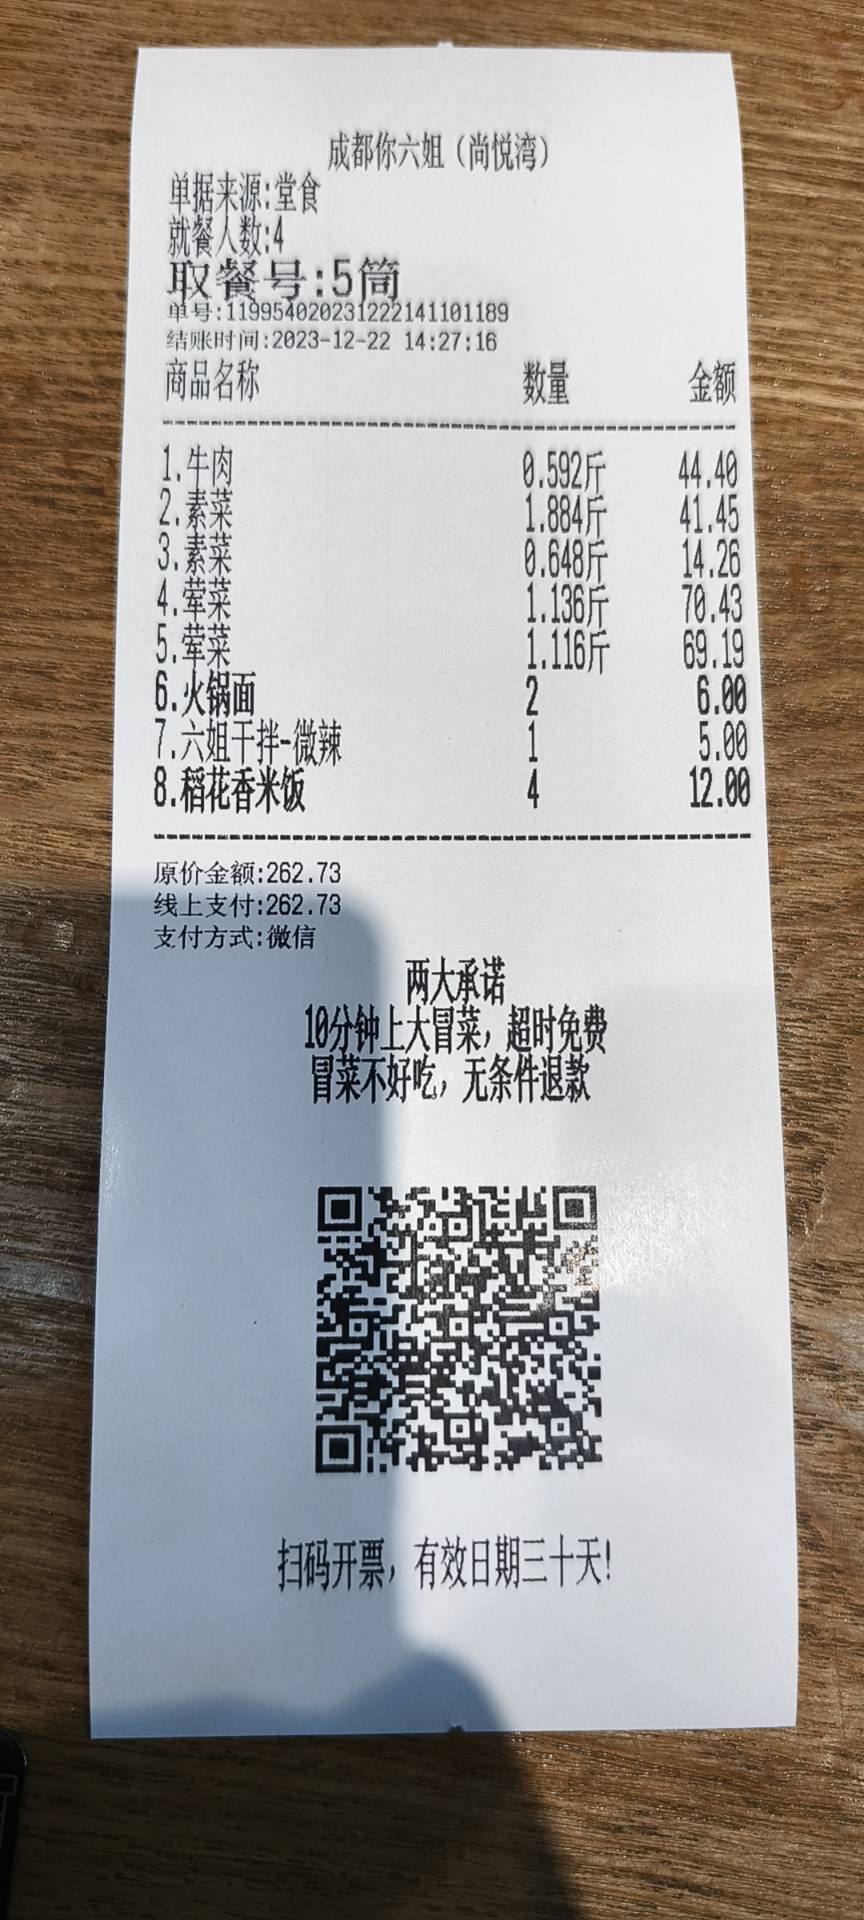 成都你六姐（尚悦湾）
单据来源:堂食
就餐人数:4
取餐号:5筒
单号:119954020231222141101189
结账时间:2023-12-22 14:27:16
商品名称 数量 金额
1.牛肉 0.592斤 44.40
2.素菜 1.884斤 41.45
3.素菜 0.648斤 14.26
4.荤菜 1.136斤 70.43
5.荤菜 1.116斤 69.19
6.火锅面 2 6.00
7.六姐干拌-微辣 1 5.00
8.稻花香米饭 4 12.00
原价金额:262.73
线上支付:262.73
支付方式:微信
两大承诺
10分钟上大冒菜，超时免费
冒菜不好吃，无条件退款
扫码开票，有效日期三十天!